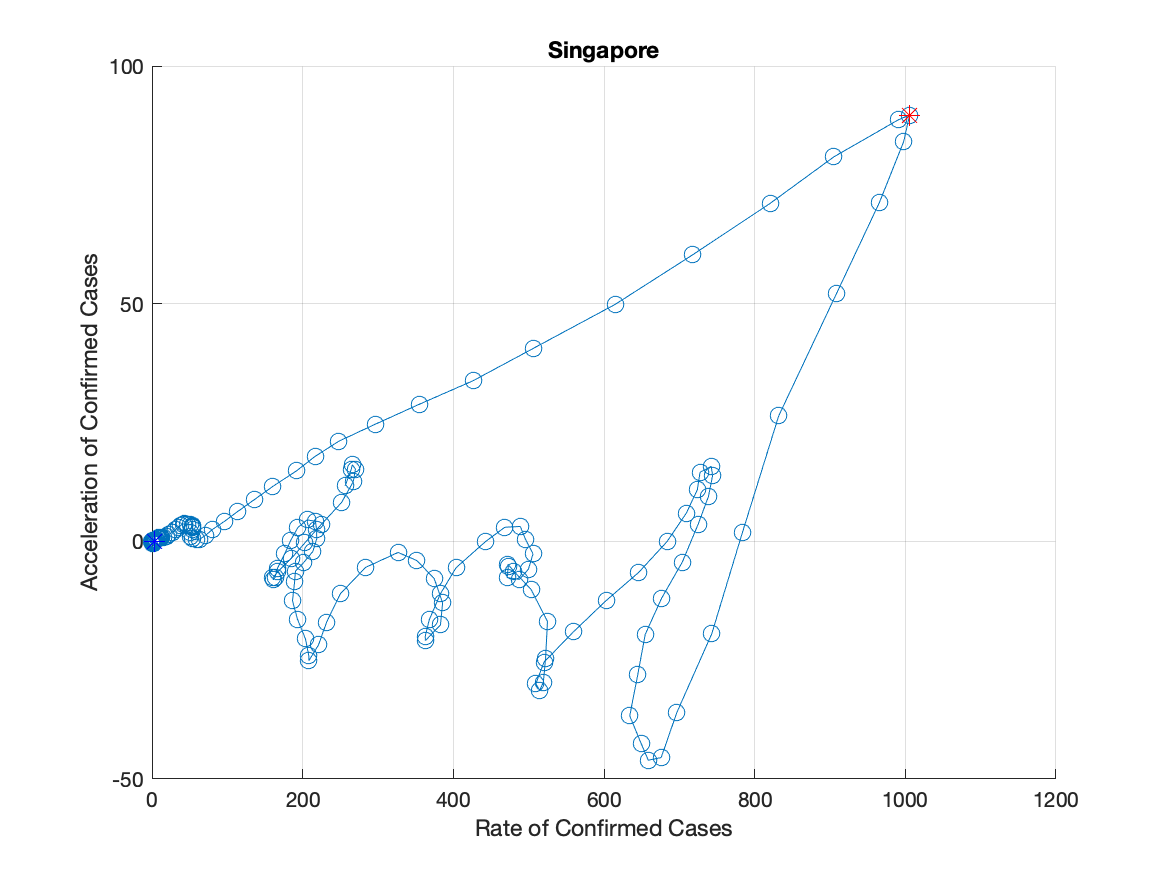 Singapore
Acceleration of Confirmed Cases
100
50
0
-50
0 200 400 600 800 1000 1200
Rate of Confirmed Cases